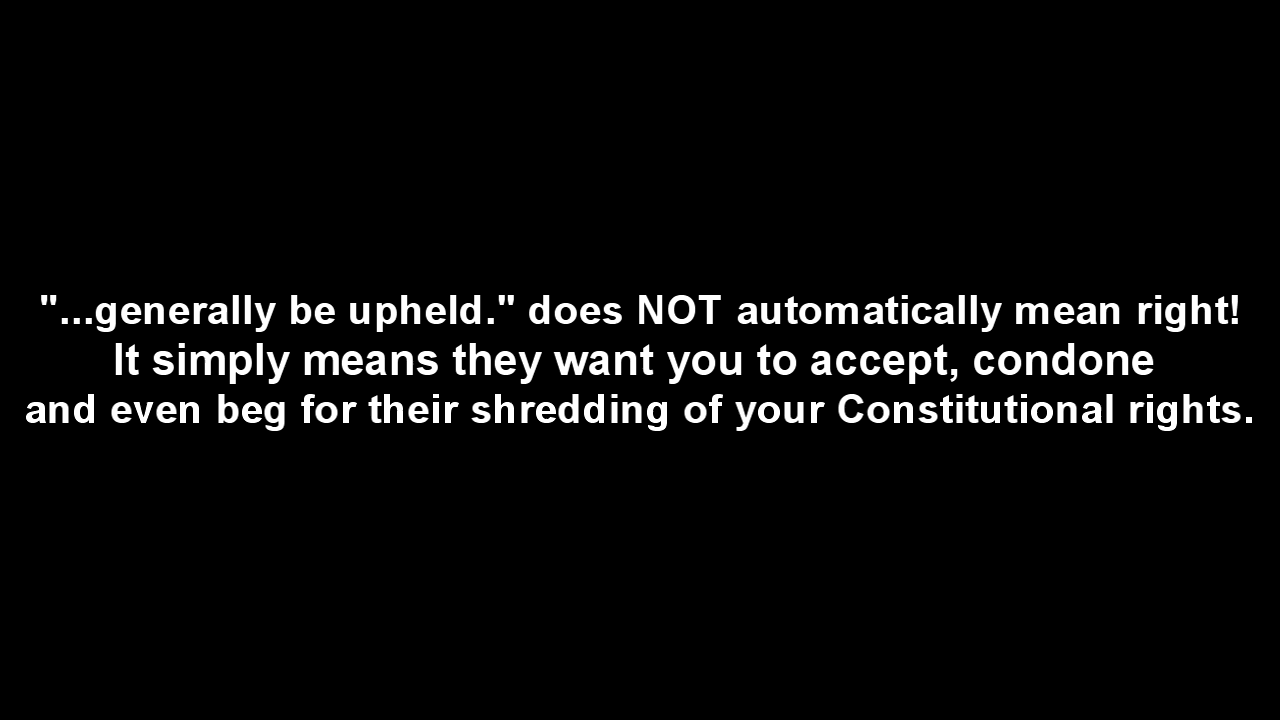 "...generally be upheld." does NOT automatically mean right!
It simply means they want you to accept, condone
and even beg for their shredding of your Constitutional rights.